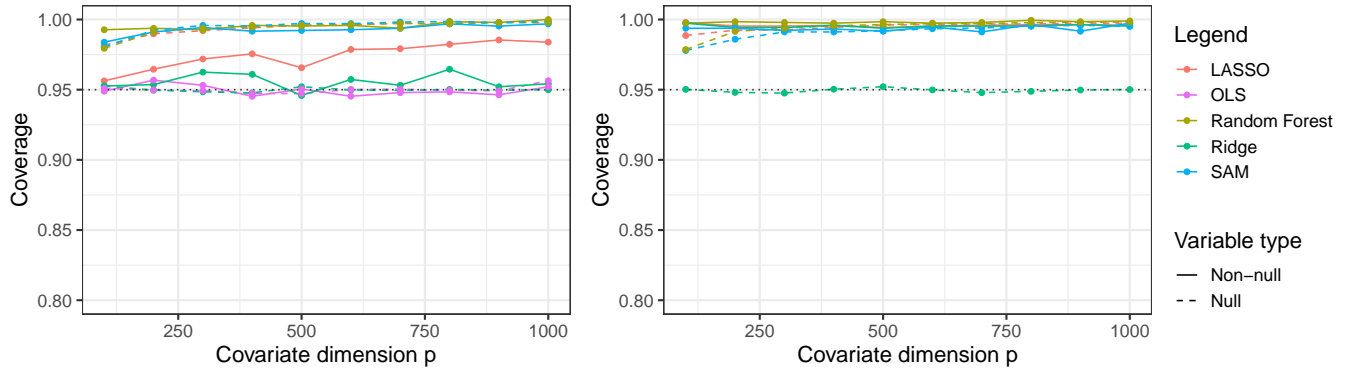 1.00
0.95
0.90
0.85
0.80
Coverage
250
500
750
1000
Covariate dimension p
1.00
0.95
0.90
0.85
0.80
Coverage
250
500
750
1000
Covariate dimension p
Legend
LASSO
OLS
Random Forest
Ridge
SAM
Variable type
Non−null
Null